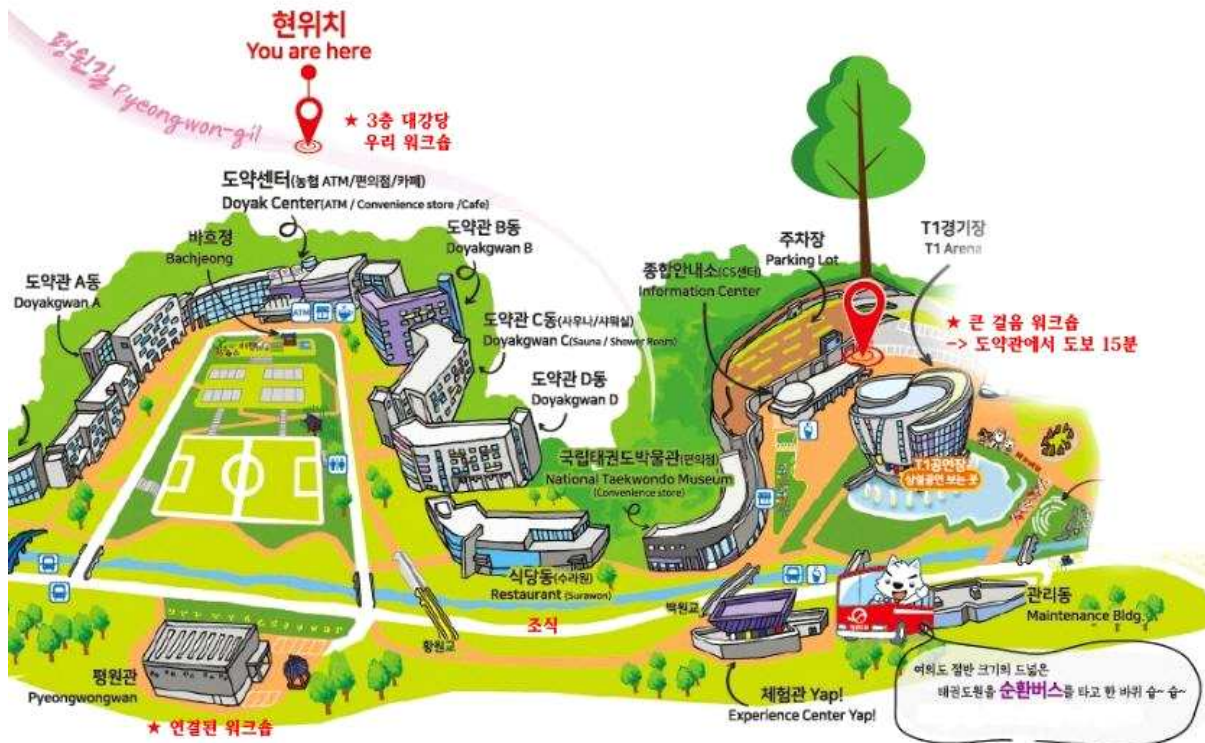 현위치
You are here
평원길 Pyeongwon-gil
★ 3층 대강당
우리 워크숍
도약센터(농협 ATM/편의점/카페)
Doyak Center(ATM / Convenience store /Cafe)
바흐정
Bachjeong
도약관 B동
Doyakgwan B
도약관 A동
Doyakgwan A
ATM
도약관 C동(사우나/샤워실)
Doyakgwan C(Sauna / Shower Room)
도약관 D동
Doyakgwan D
주차장
Parking Lot
T1경기장
T1 Arena
종합안내소(CS센터)
Information Center
★ 큰 걸음 워크숍
-> 도약관에서 도보 15분
국립태권도박물관(편의점)
National Taekwondo Museum
(Convenience store)
T1공연장
상설공연 보는 곳
식당동(수라원)
Restaurant (Surawon)
조식
황원교
백원교
관리동
Maintenance Bldg.
평원관
Pyeongwongwan
★ 연결된 워크숍
체험관 Yap!
Experience Center Yap!
여의도 절반 크기의 드넓은
태권도원을 순환버스를 타고 한 바퀴 슝~ 슝~